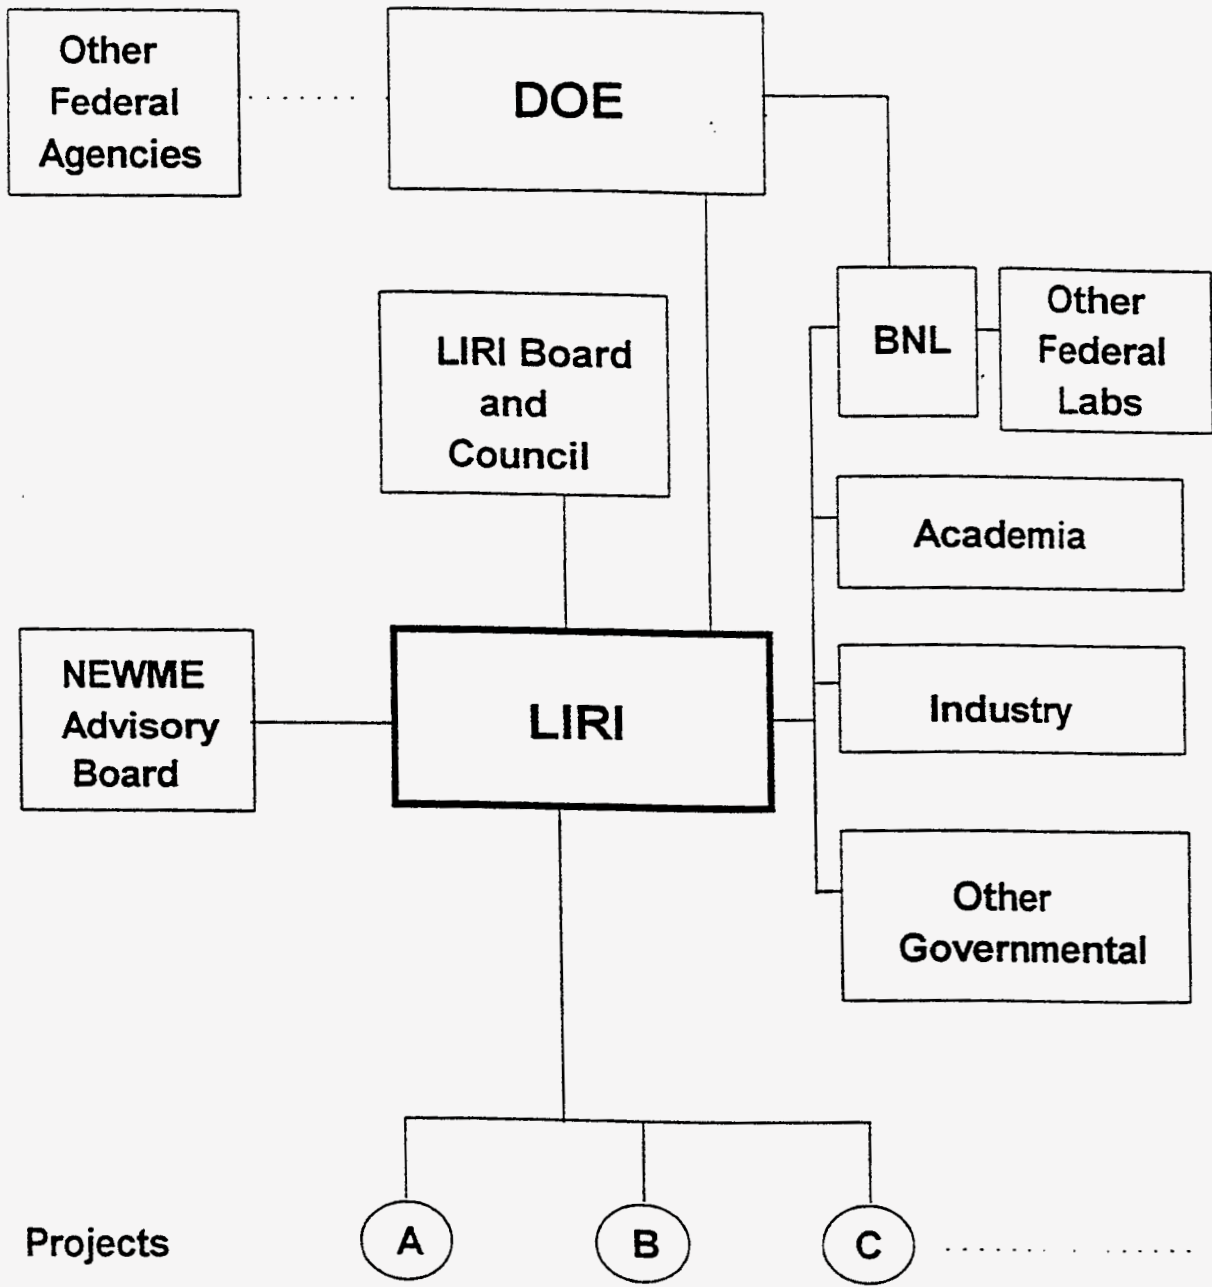 Other
Federal
Agencies
DOE
LIRI Board
and
Council
BNL
Other
Federal
Labs
Academia
NEWME
Advisory
Board
LIRI
Industry
Other
Governmental
Projects
A
B
C